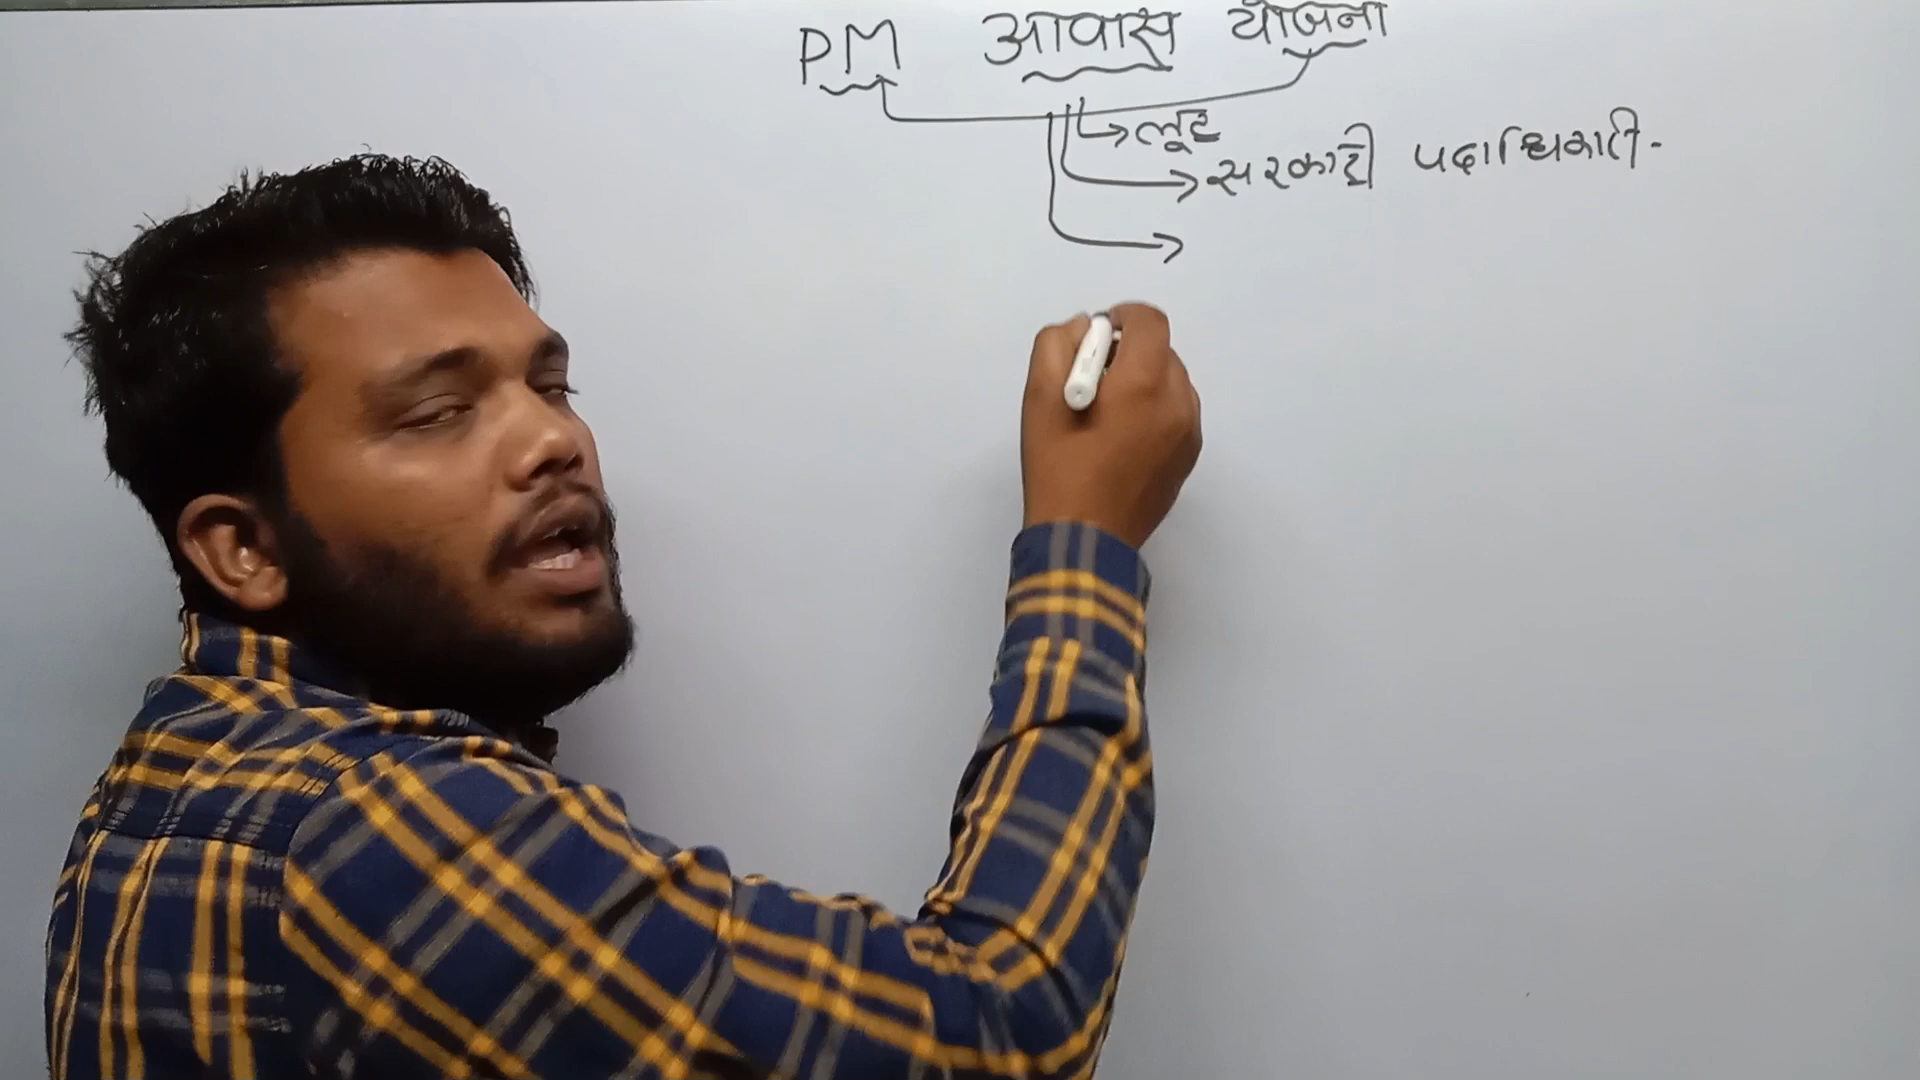 PM आवास योजना
→ लूट
→ सरकारी पदाधिकारी-
→